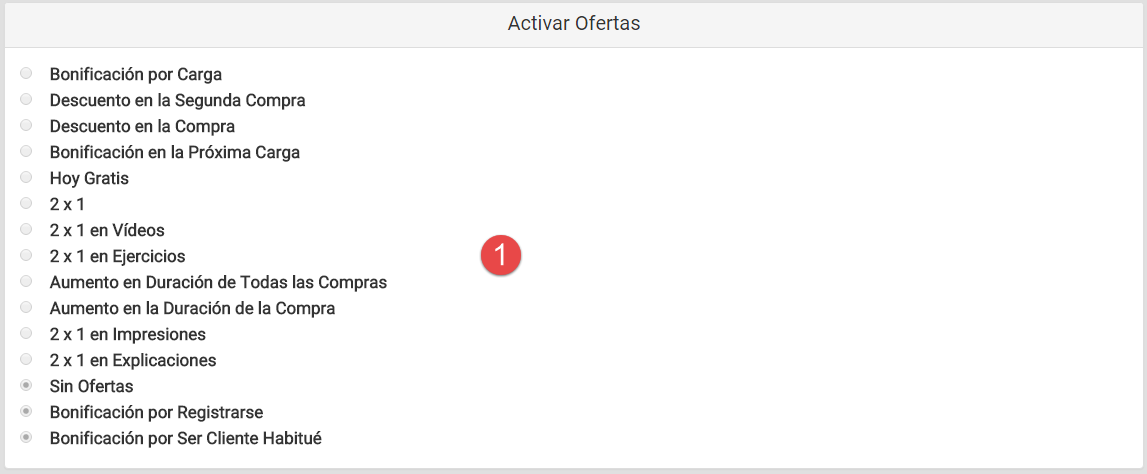 Activar Ofertas
Bonificación por Carga
Descuento en la Segunda Compra
Descuento en la Compra
Bonificación en la Próxima Carga
Hoy Gratis
2 x 1
2 x 1 en Vídeos
2 x 1 en Ejercicios
1
Aumento en Duración de Todas las Compras
Aumento en la Duración de la Compra
2 x 1 en Impresiones
2 x 1 en Explicaciones
Sin Ofertas
Bonificación por Registrarse
Bonificación por Ser Cliente Habitué